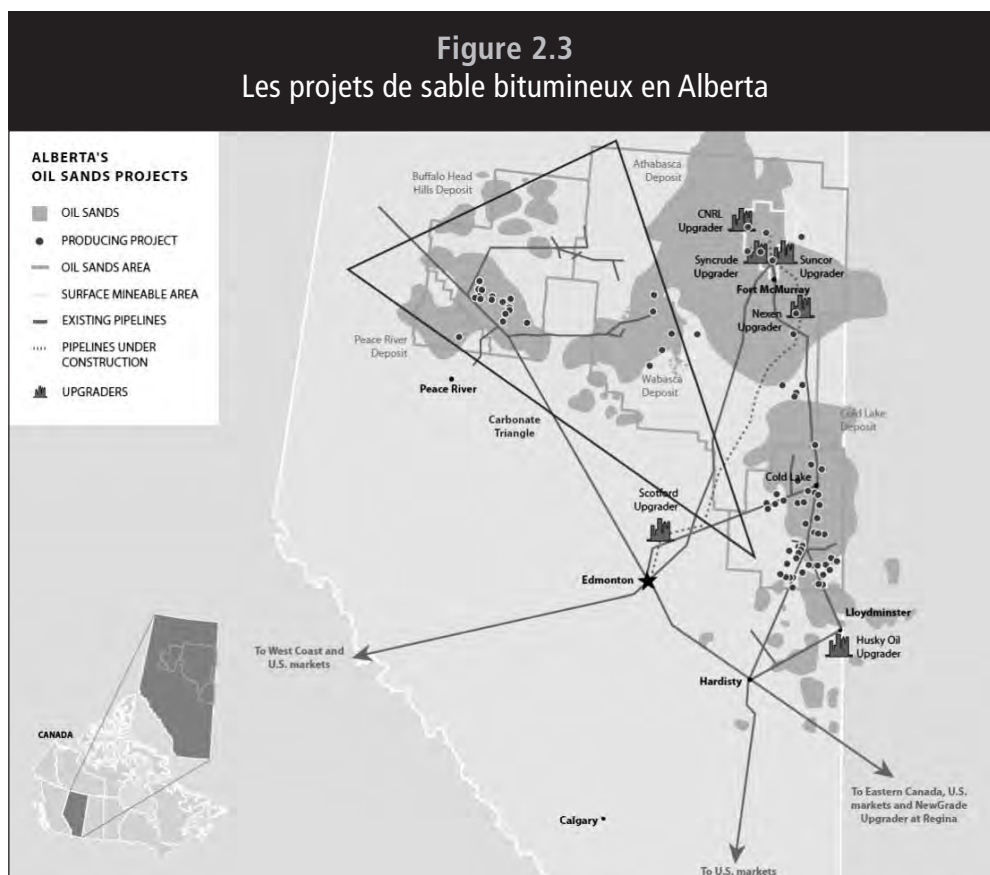 Figure 2.3
Les projets de sable bitumineux en Alberta
ALBERTA'S
OIL SANDS PROJECTS
OIL SANDS
PRODUCING PROJECT
OIL SANDS AREA
SURFACE MINEABLE AREA
EXISTING PIPELINES
PIPELINES UNDER
CONSTRUCTION
UPGRADERS
Buffalo Head
Hills Deposit
Athabasca
Deposit
CNRL
Upgrader
Syncrude
Upgrader
Suncor
Upgrader
Fort McMurray
Nexen
Upgrader
Peace River
Deposit
Peace River
Wabasca
Deposit
Carbonate
Triangle
Cold Lake
Deposit
Cold Lake
Scotford
Upgrader
Edmonton
Lloydminster
Husky Oil
Upgrader
To West Coast and
U.S. markets
Hardisty
CANADA
To Eastern Canada, U.S.
markets and NewGrade
Upgrader at Regina
Calgary
To U.S. markets